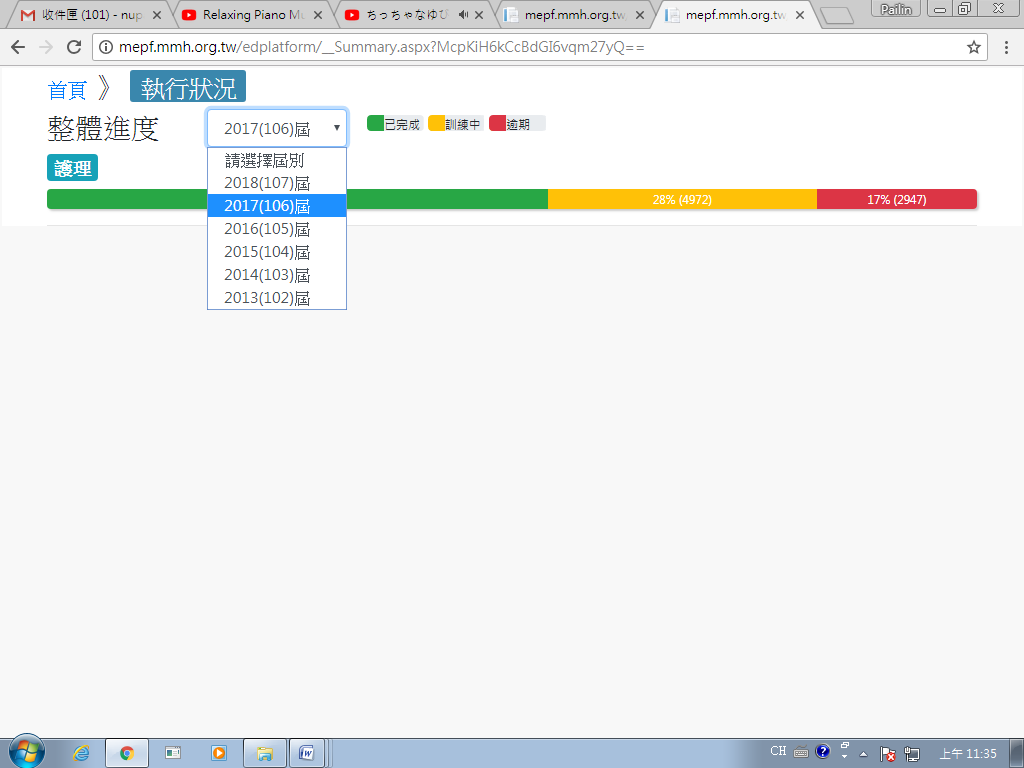 收件匣 (101) - nup
Relaxing Piano Mu
ちっちゃなゆび
mepf.mmh.org.tw/
mepf.mmh.org.tw/
Pailin
mepf.mmh.org.tw/edplatform/__Summary.aspx?McpKiH6kCcBdGI6vqm27yQ==
首頁 》 執行狀況
整體進度 2017(106)屆 已完成 訓練中 逾期
請選擇屆別
護理
2018(107)屆
28% (4972) 17% (2947)
2017(106)屆
2016(105)屆
2015(104)屆
2014(103)屆
2013(102)屆
CH
上午 11:35